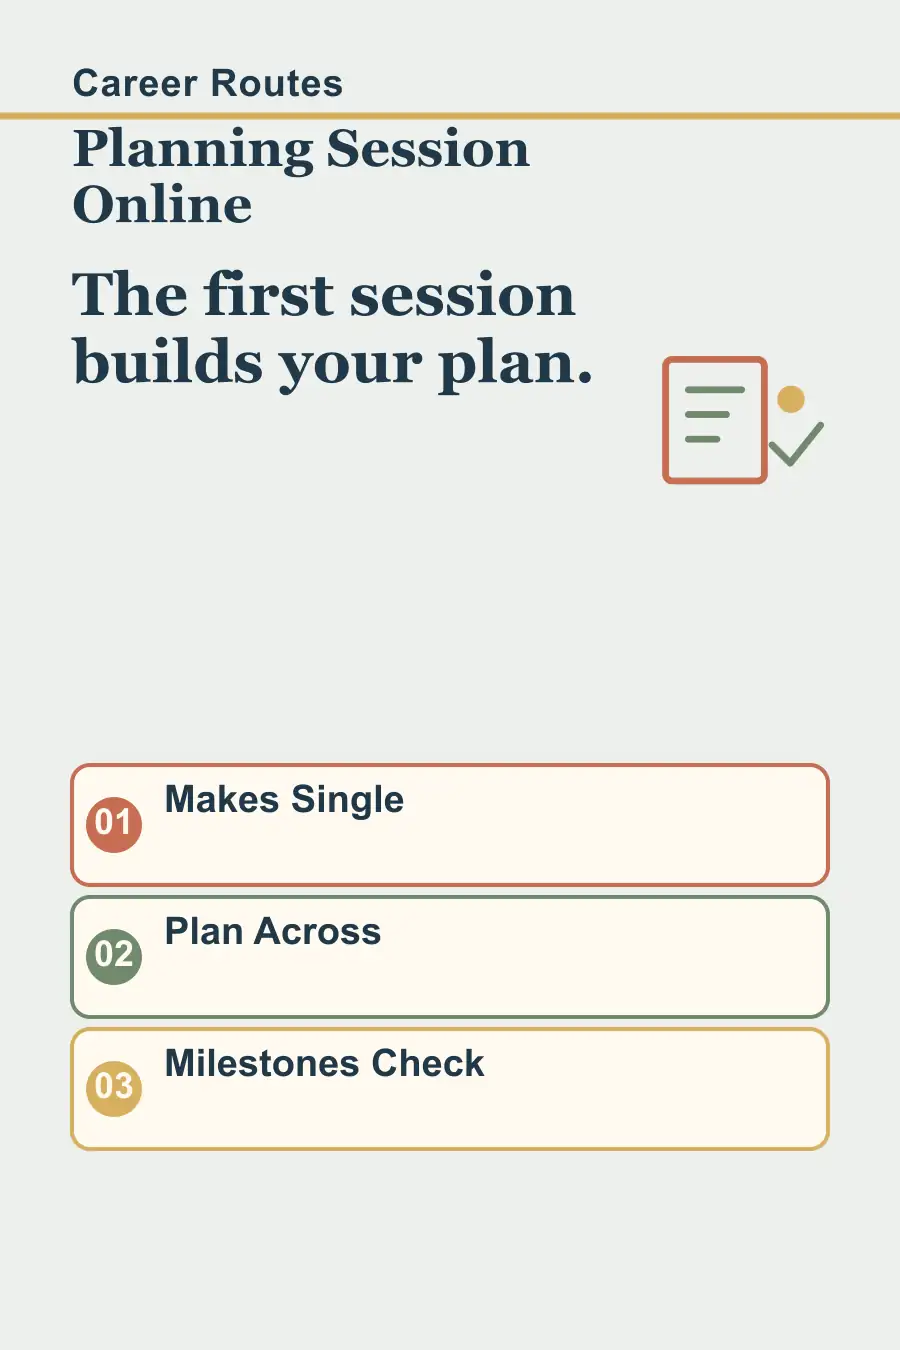 Career Routes
Planning Session
Online
The first session
builds your plan.
01
Makes Single
02
Plan Across
03
Milestones Check